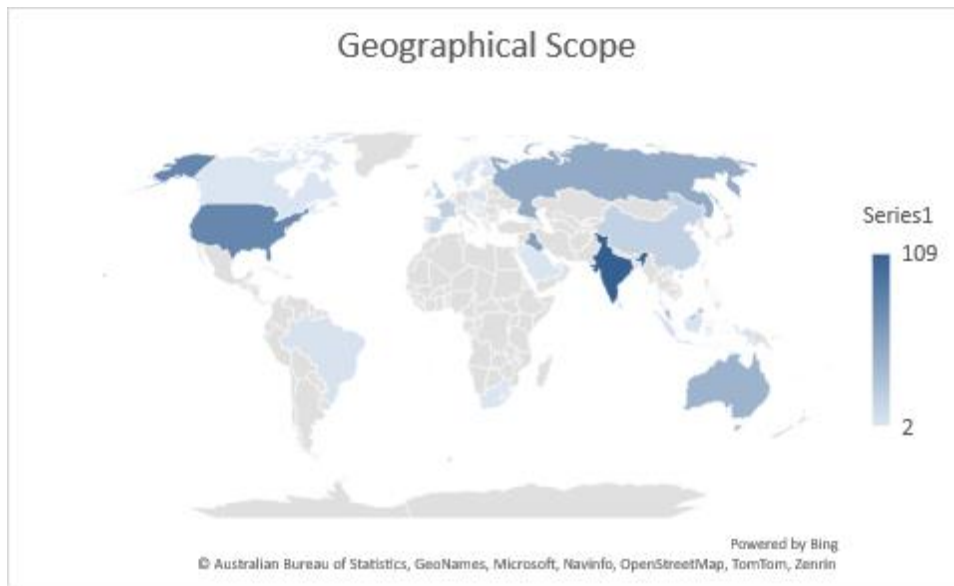 Geographical Scope
Series1
109
2
Powered by Bing
© Australian Bureau of Statistics, GeoNames, Microsoft, Navinfo, OpenStreetMap, TomTom, Zenrin